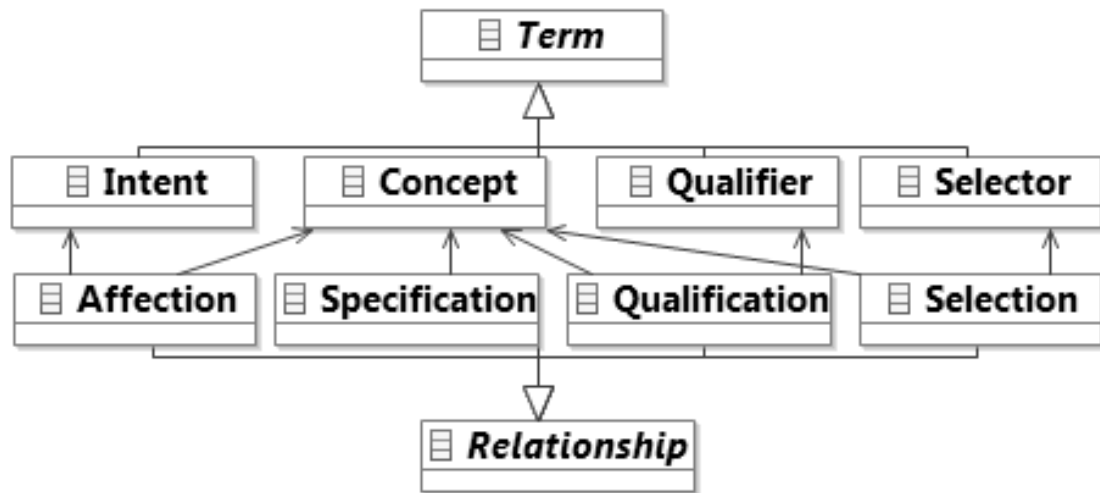 Term
Intent
Concept
Qualifier
Selector
Affection
Specification
Qualification
Selection
Relationship